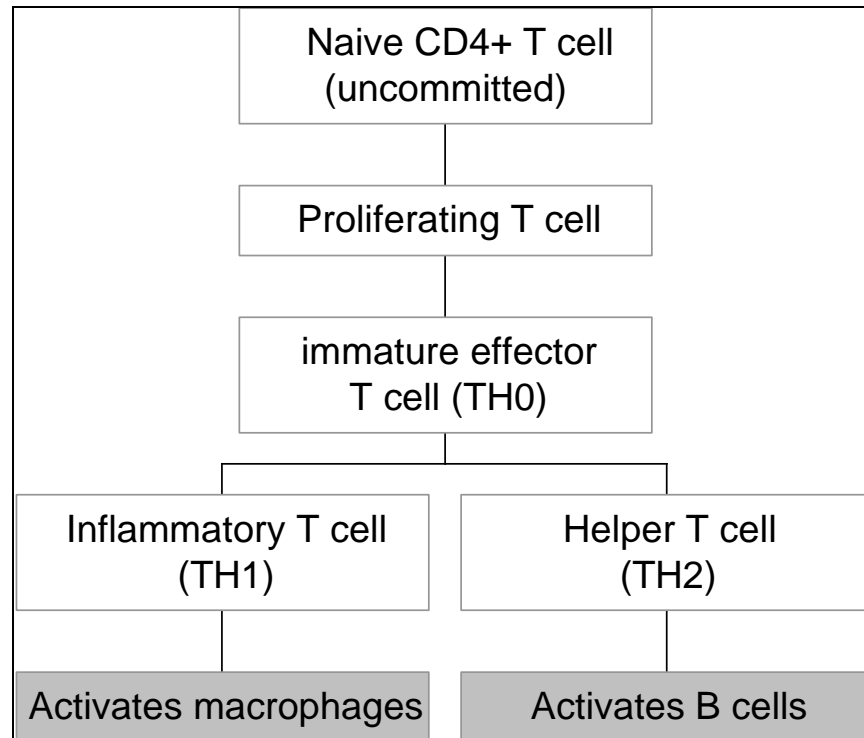 Naive CD4+ T cell
(uncommitted)
Proliferating T cell
immature effector
T cell (TH0)
Inflammatory T cell
(TH1)
Helper T cell
(TH2)
Activates macrophages
Activates B cells